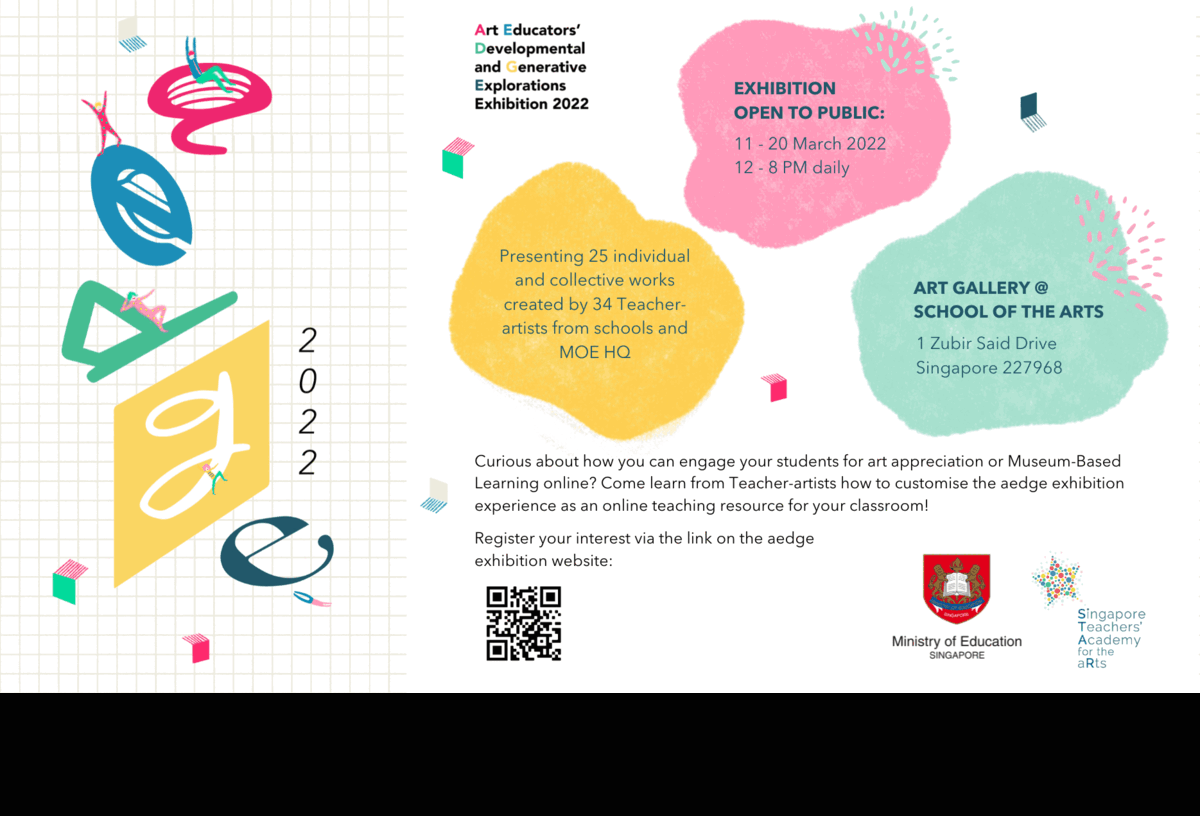 a
e
d
g
e
2
0
2
2
Art Educators’
Developmental
and Generative
Explorations
Exhibition 2022
EXHIBITION
OPEN TO PUBLIC:
11 - 20 March 2022
12 - 8 PM daily
Presenting 25 individual
and collective works
created by 34 Teacher-
artists from schools and
MOE HQ
ART GALLERY @
SCHOOL OF THE ARTS
1 Zubir Said Drive
Singapore 227968
Curious about how you can engage your students for art appreciation or Museum-Based
Learning online? Come learn from Teacher-artists how to customise the aedge exhibition
experience as an online teaching resource for your classroom!
Register your interest via the link on the aedge
exhibition website:
SINGAPORE
Ministry of Education
SINGAPORE
Singapore
Teachers'
Academy
for the
aRts